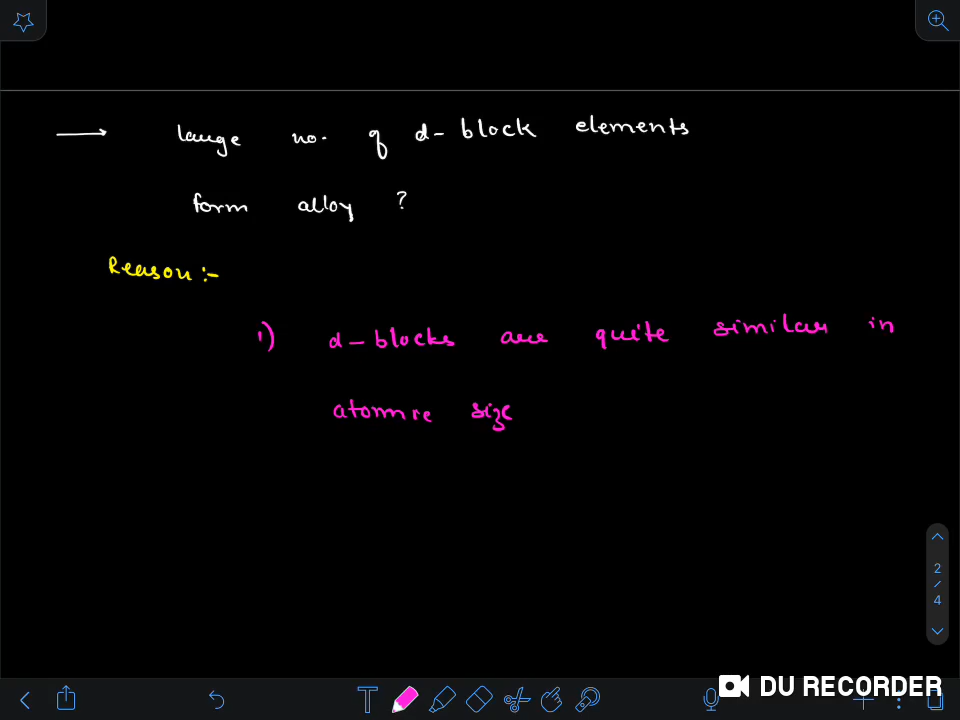 → large no. of d-block elements
form alloy ?
Reason:-
1) d-blocks are quite similar in
atomic size
2
/
4
T
DU RECORDER